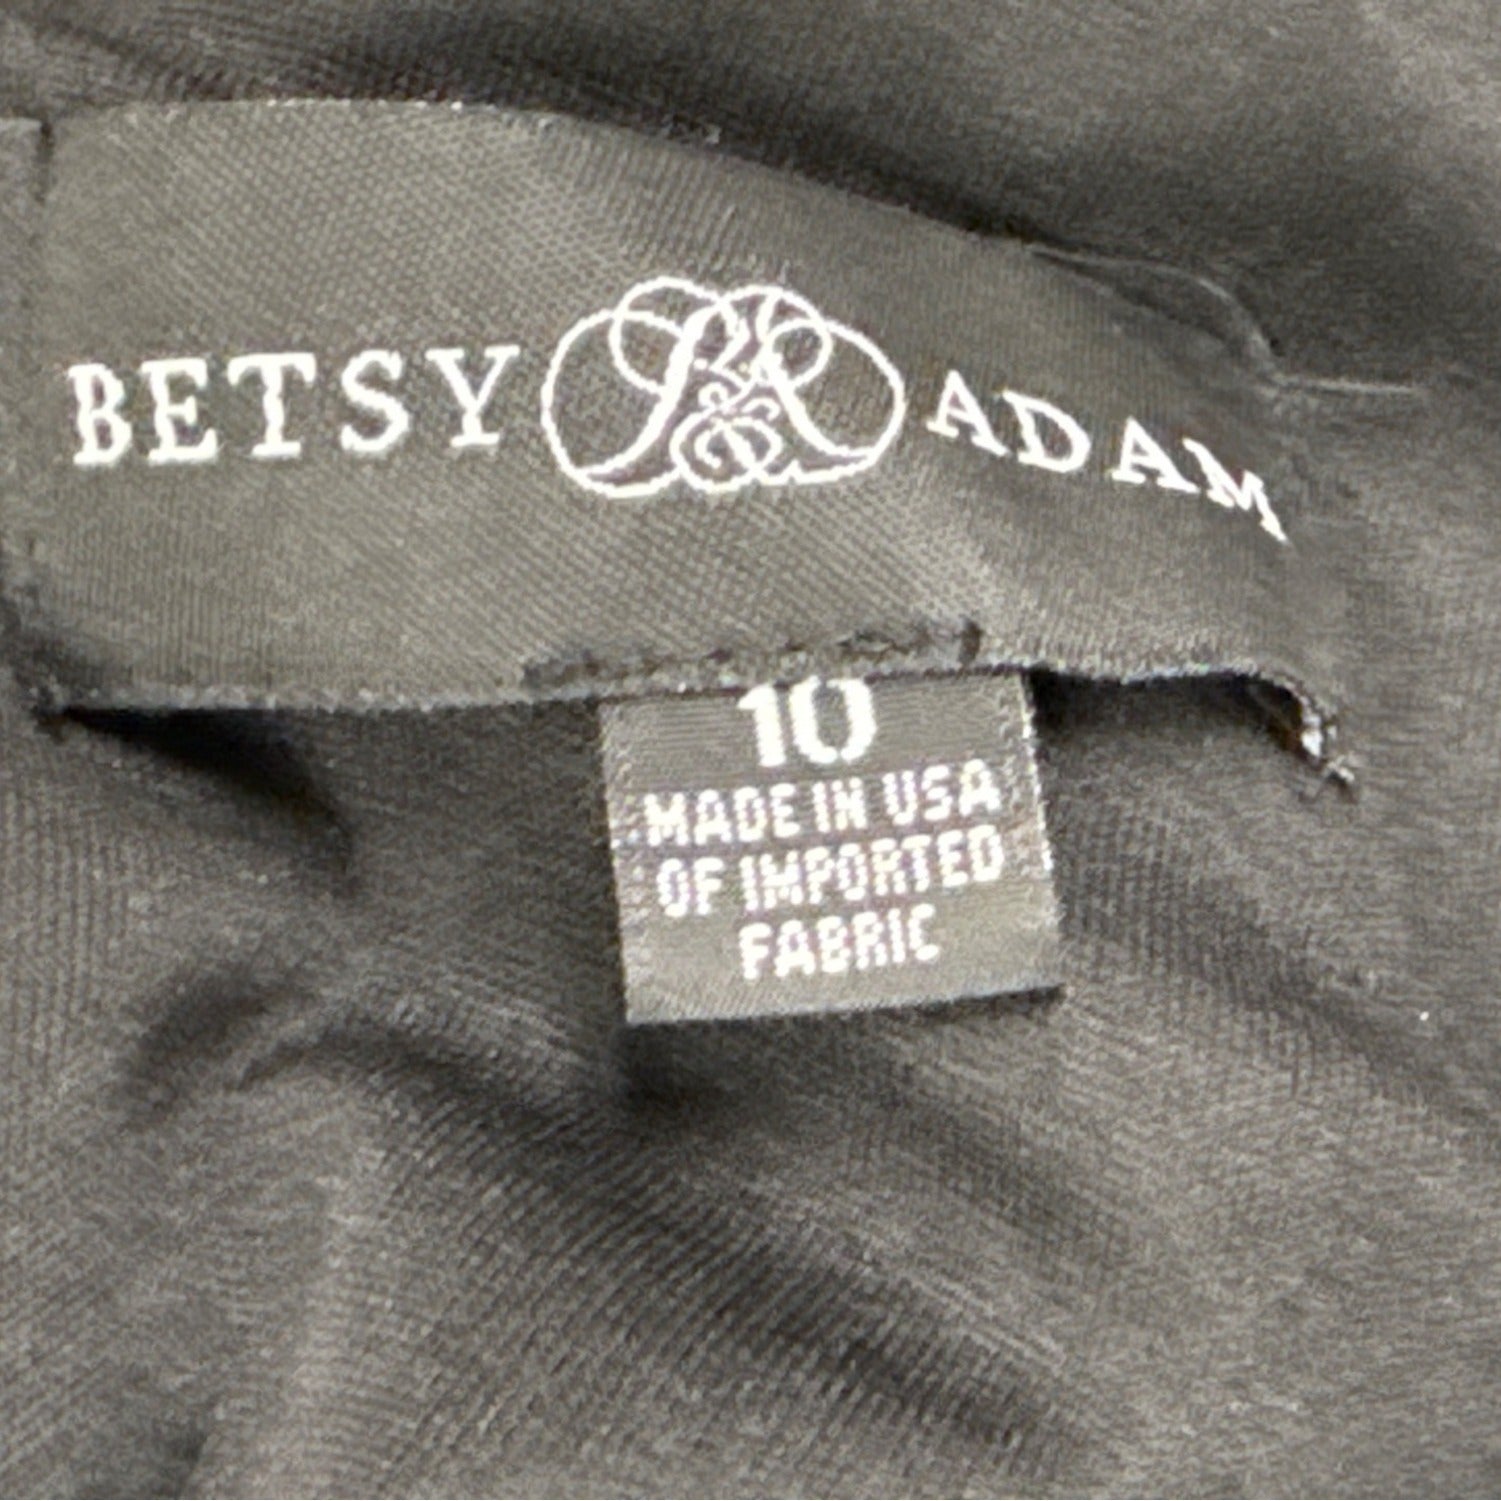 BETSY ADAM
10
MADE IN USA
OF IMPORTED
FABRIC